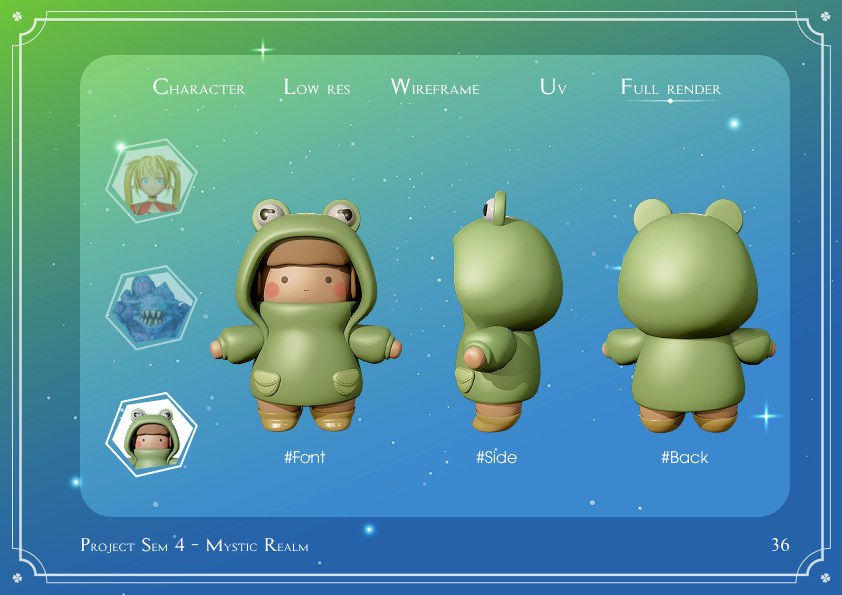 Character Low res Wireframe Uv Full render
#Font #Side #Back
Project Sem 4 - Mystic Realm 36